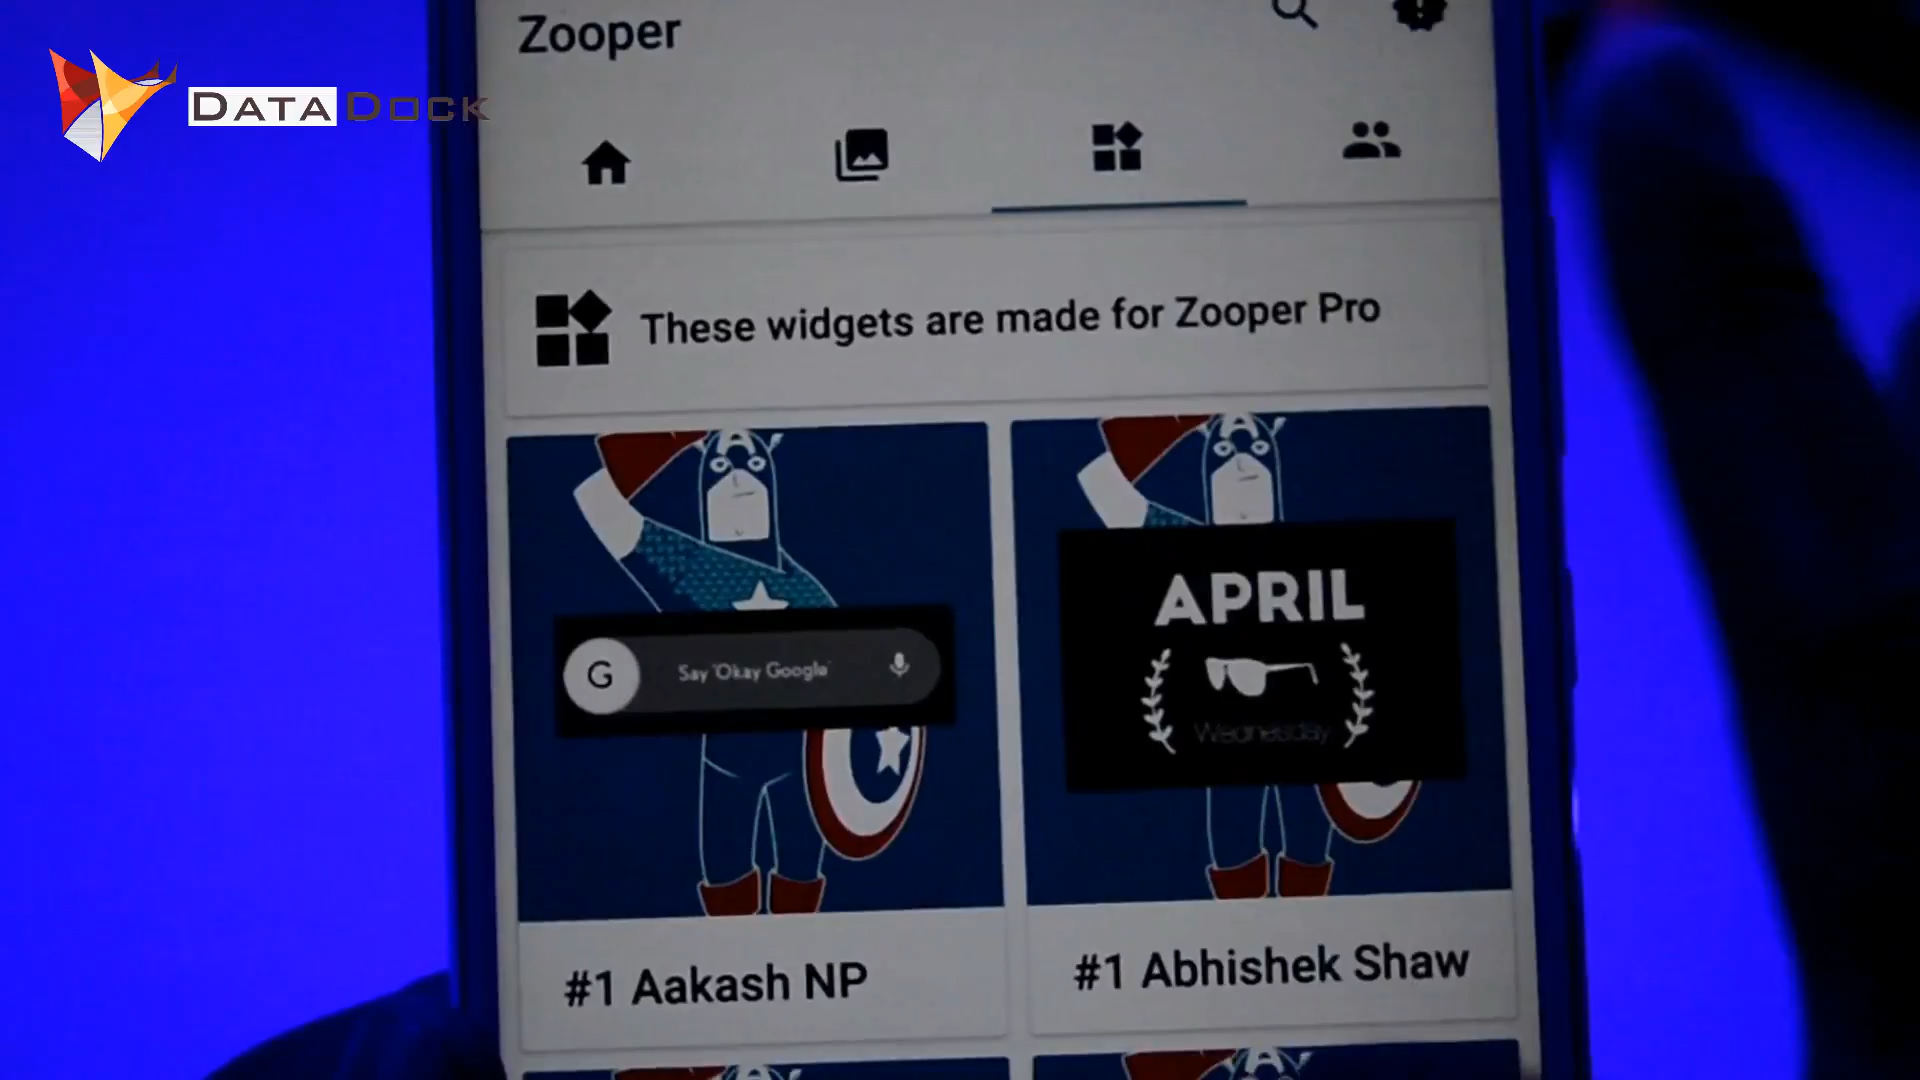 Zooper
DATA DOCK
These widgets are made for Zooper Pro
G
Say 'Okay Google'
APRIL
Wednesday
#1 Aakash NP
#1 Abhishek Shaw